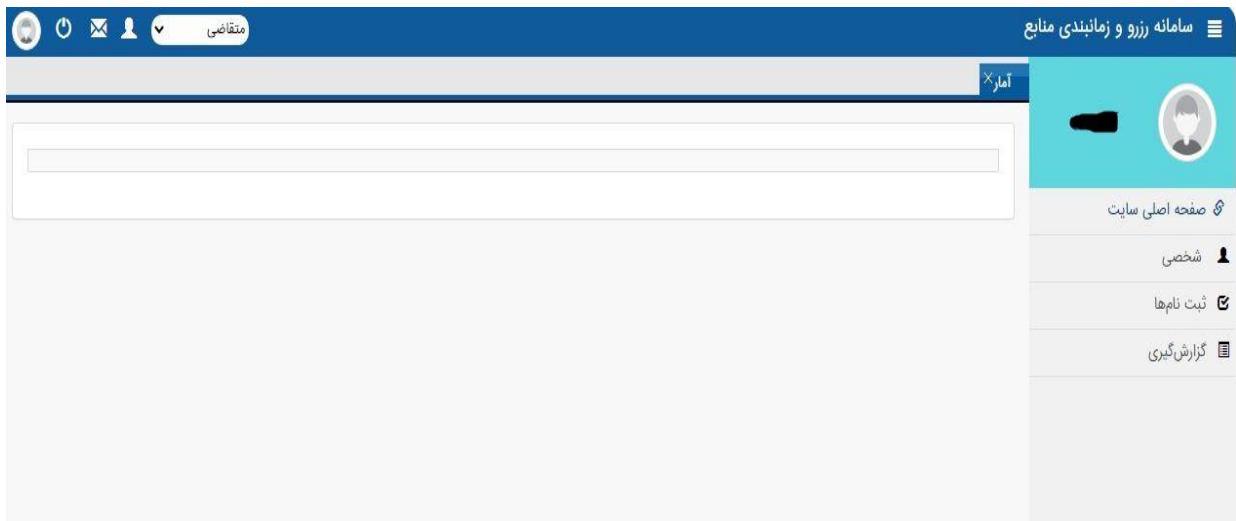 سامانه رزرو و زمانبندی منابع
متقاضی
آمار
صفحه اصلی سایت
شخصی
ثبت نام‌ها
گزارش‌گیری